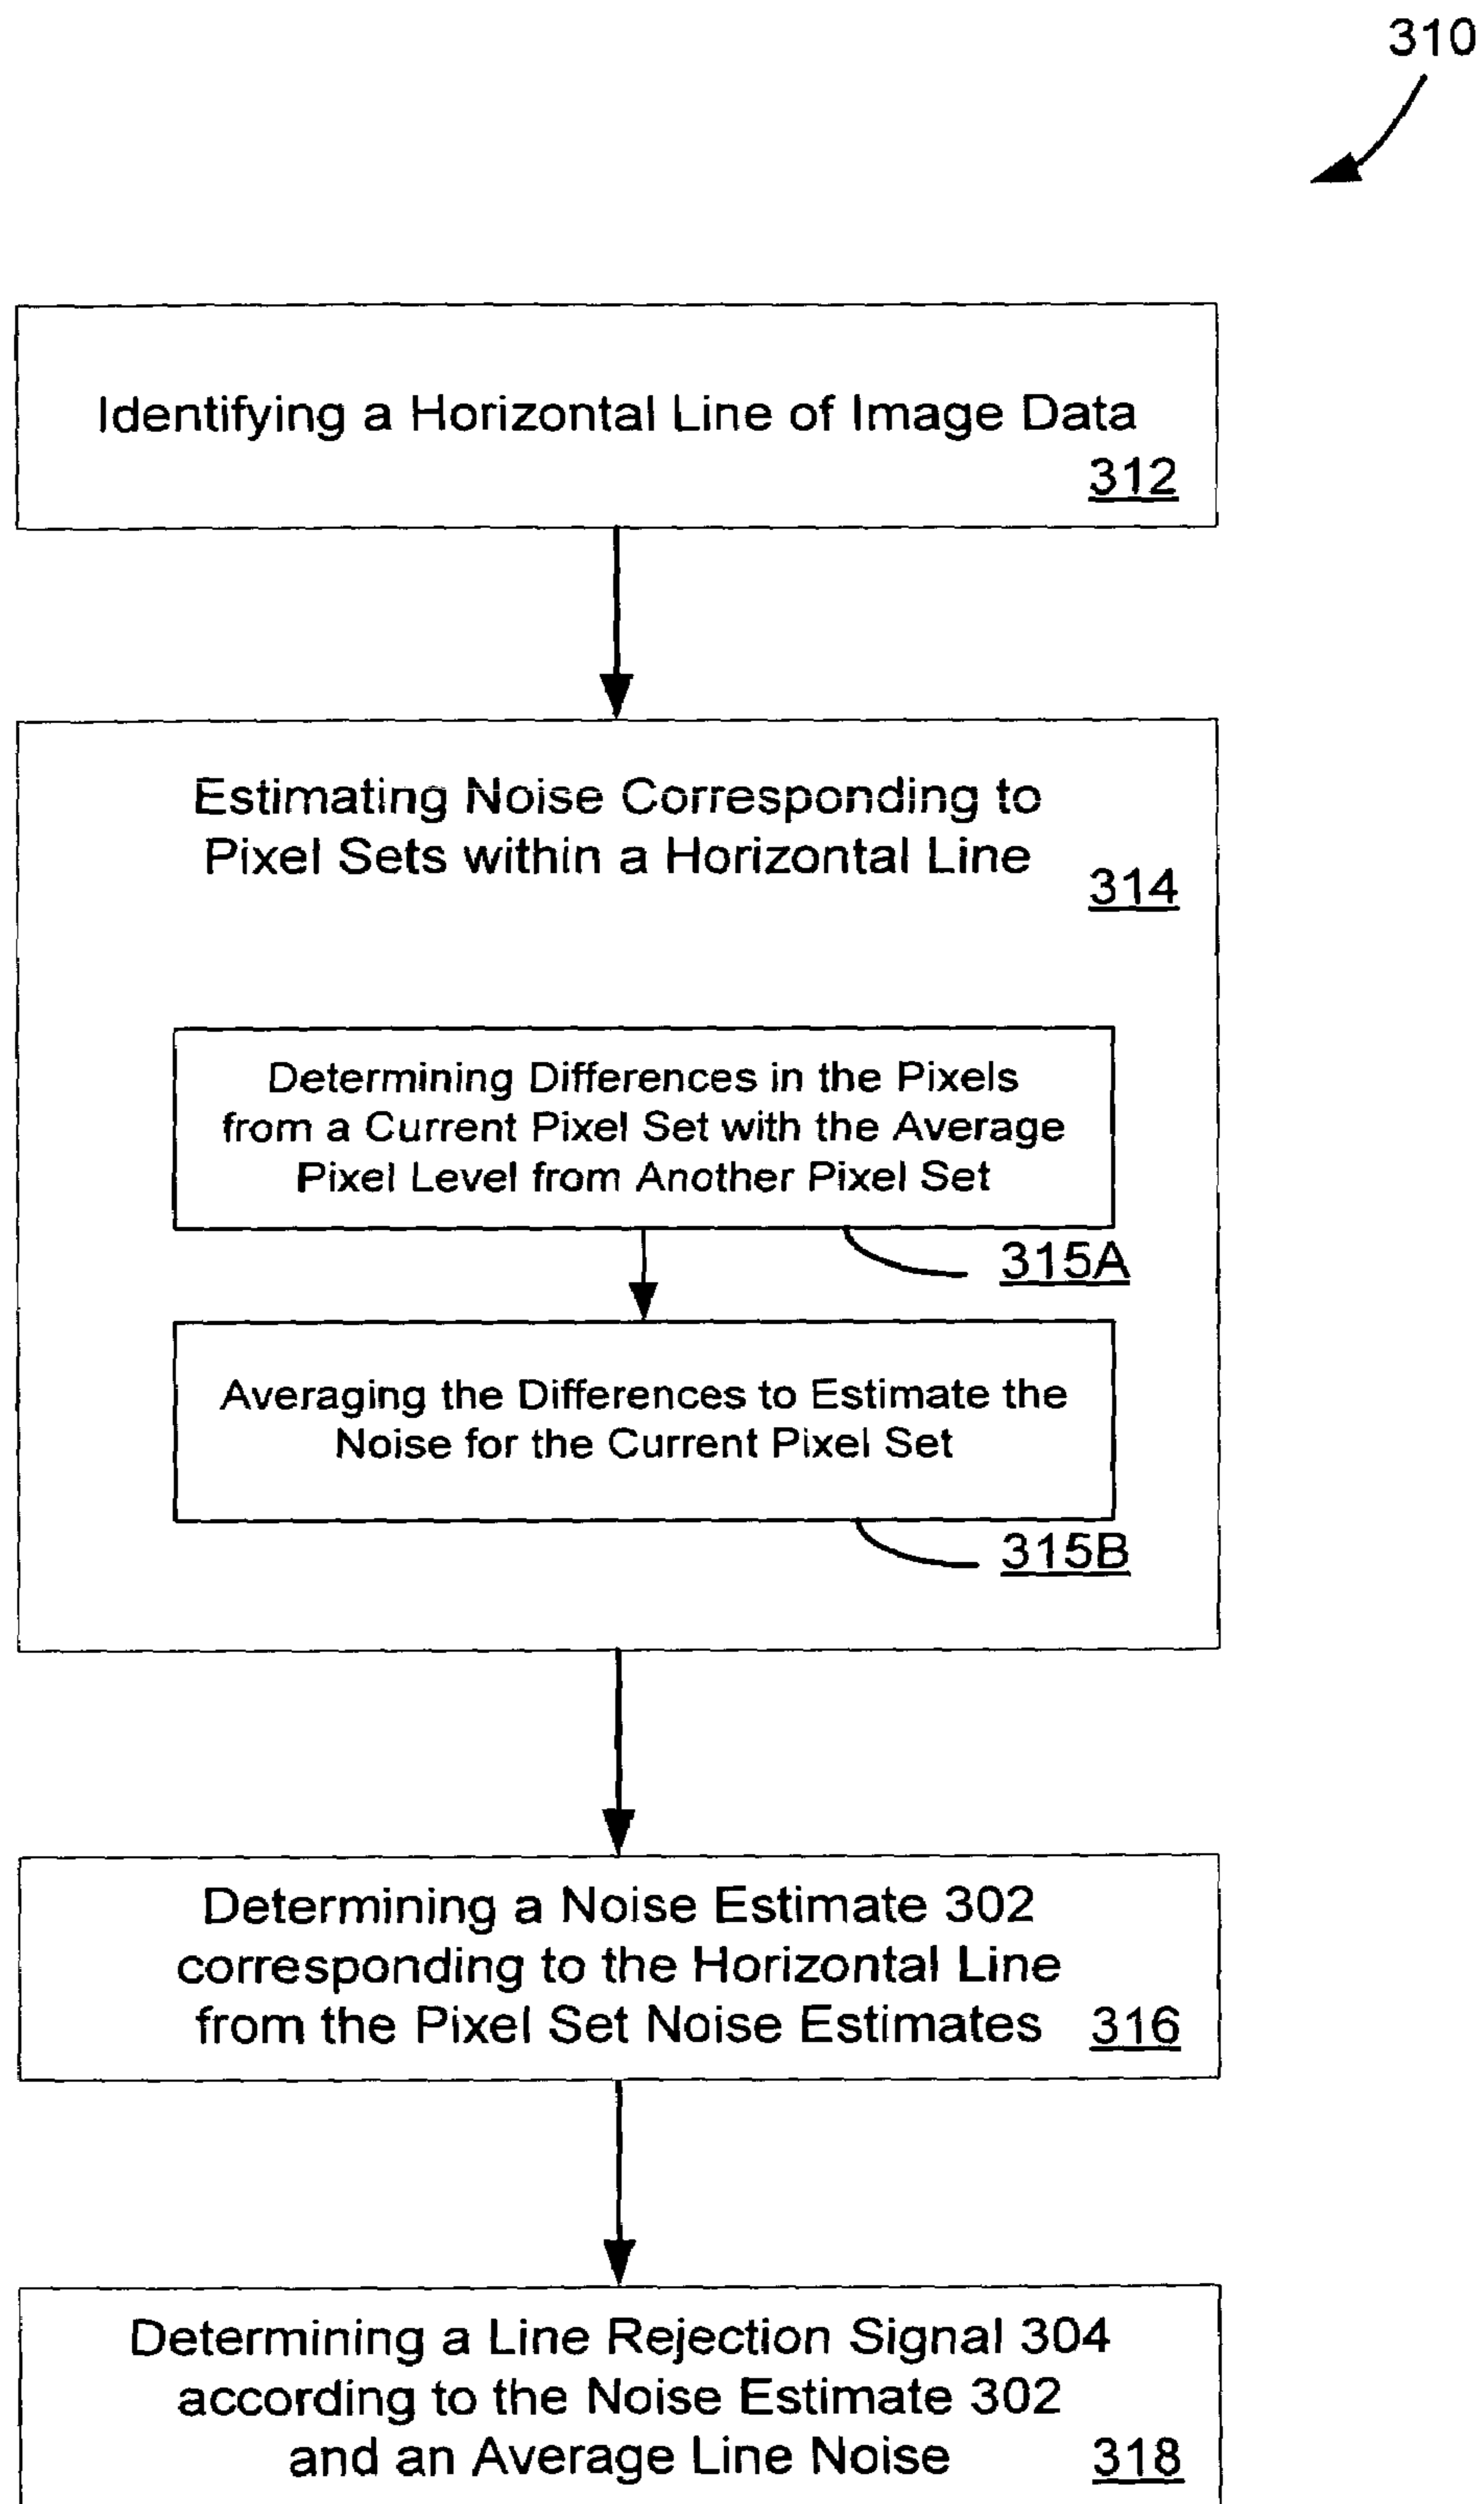 310
Identifying a Horizontal Line of Image Data
312
Estimating Noise Corresponding to
Pixel Sets within a Horizontal Line
314
Determining Differences in the Pixels
from a Current Pixel Set with the Average
Pixel Level from Another Pixel Set
315A
Averaging the Differences to Estimate the
Noise for the Current Pixel Set
315B
Determining a Noise Estimate 302
corresponding to the Horizontal Line
from the Pixel Set Noise Estimates 316
Determining a Line Rejection Signal 304
according to the Noise Estimate 302
and an Average Line Noise 318